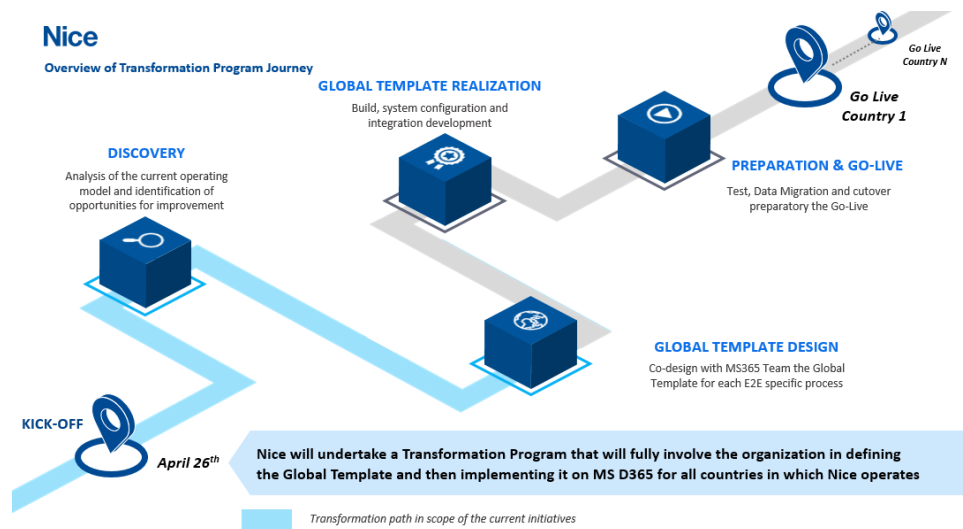 Nice
Overview of Transformation Program Journey
GLOBAL TEMPLATE REALIZATION
Build, system configuration and
integration development
DISCOVERY
Analysis of the current operating
model and identification of
opportunities for improvement
Go Live
Country N
Go Live
Country 1
PREPARATION & GO-LIVE
Test, Data Migration and cutover
preparatory the Go-Live
GLOBAL TEMPLATE DESIGN
Co-design with MS365 Team the Global
Template for each E2E specific process
KICK-OFF
April 26th
Nice will undertake a Transformation Program that will fully involve the organization in defining
the Global Template and then implementing it on MS D365 for all countries in which Nice operates
Transformation path in scope of the current initiatives